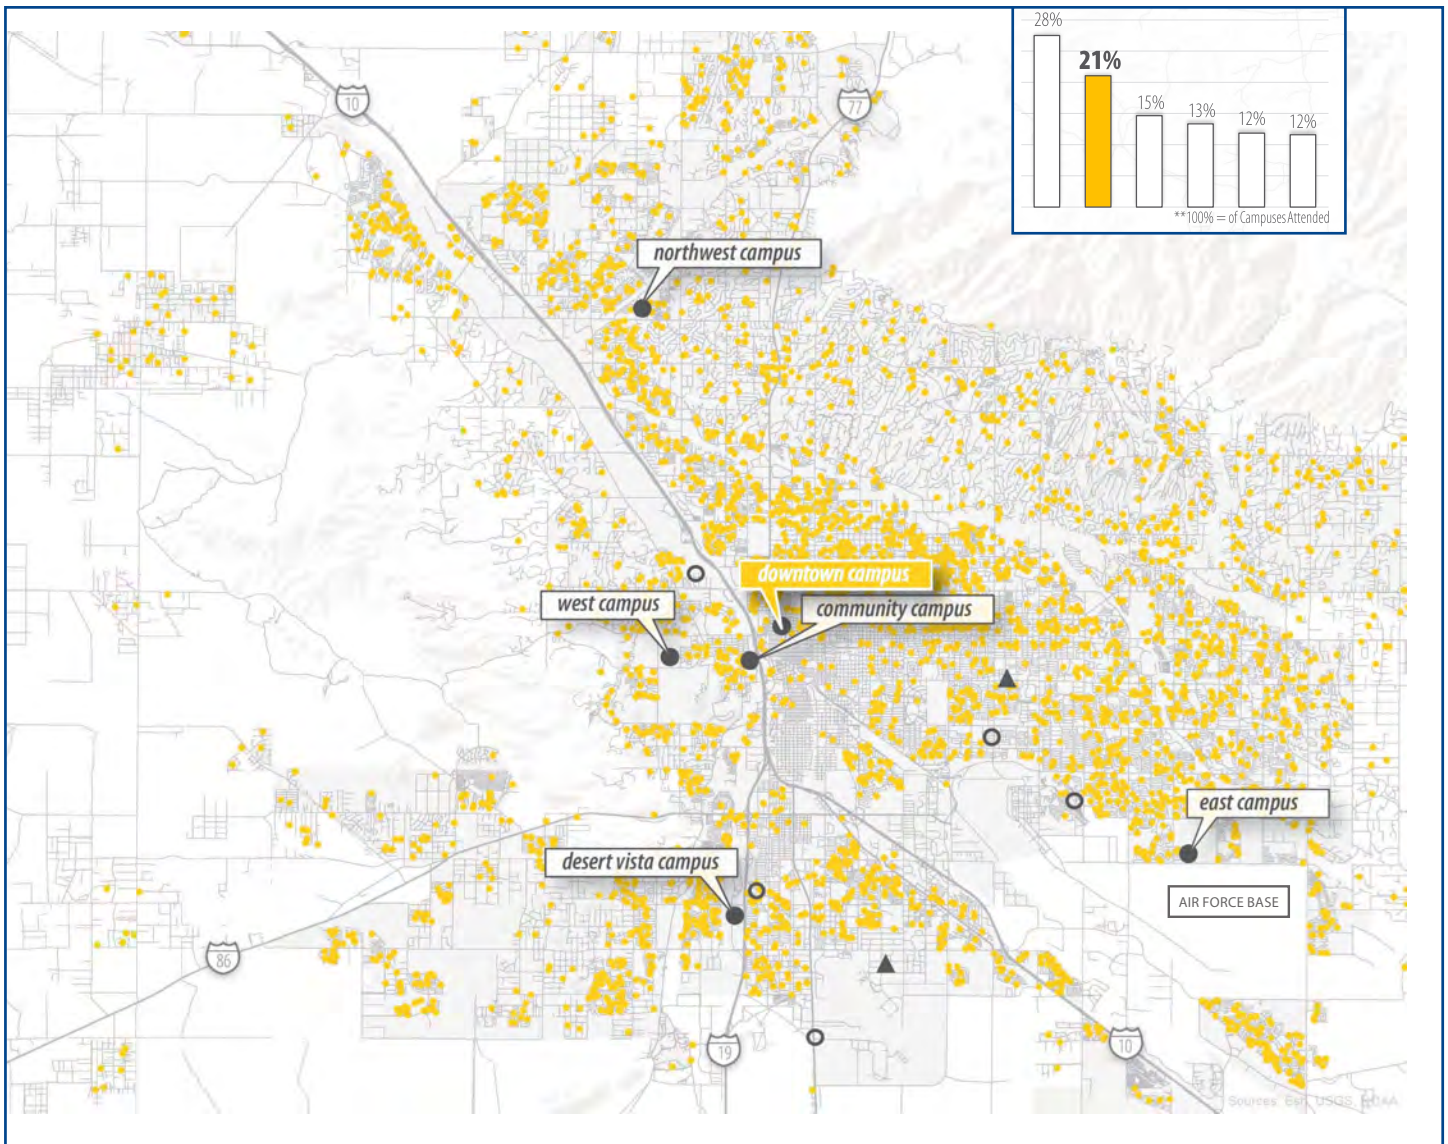 28%
21%
15%
13%
12%
12%
**100% = of Campuses Attended
10
77
northwest campus
downtown campus
west campus
community campus
east campus
desert vista campus
AIR FORCE BASE
86
19
10
Sources: Esri, USGS, NOAA